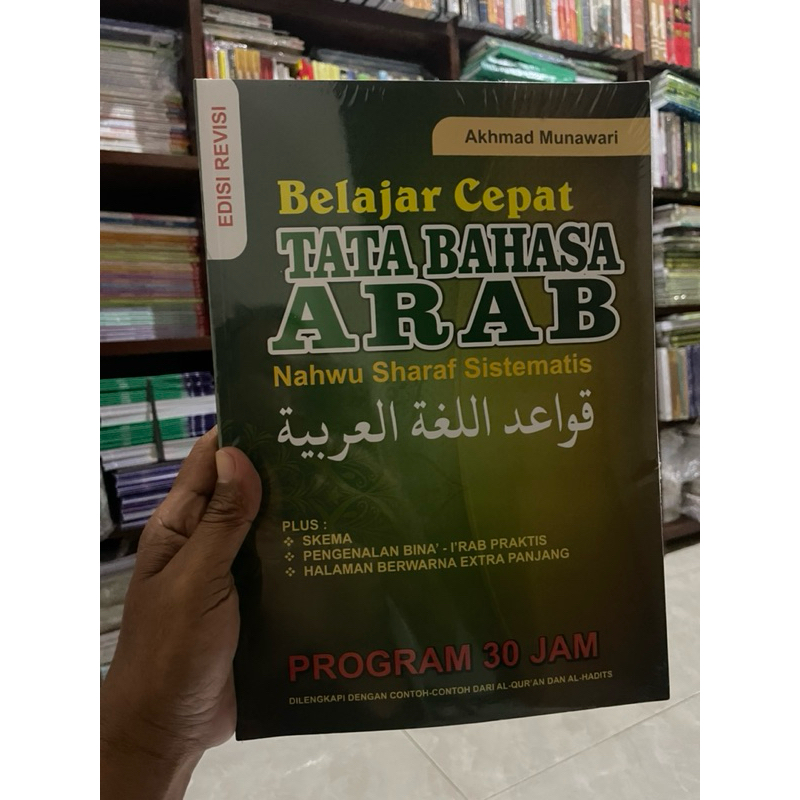 EDISI REVISI
Akhmad Munawari
Belajar Cepat
TATA BAHASA
ARAB
Nahwu Sharaf Sistematis
قواعد اللغة العربية
PLUS :
❖ SKEMA
❖ PENGENALAN BINA' - I'RAB PRAKTIS
❖ HALAMAN BERWARNA EXTRA PANJANG
PROGRAM 30 JAM
DILENGKAPI DENGAN CONTOH-CONTOH DARI AL-QUR'AN DAN AL-HADITS